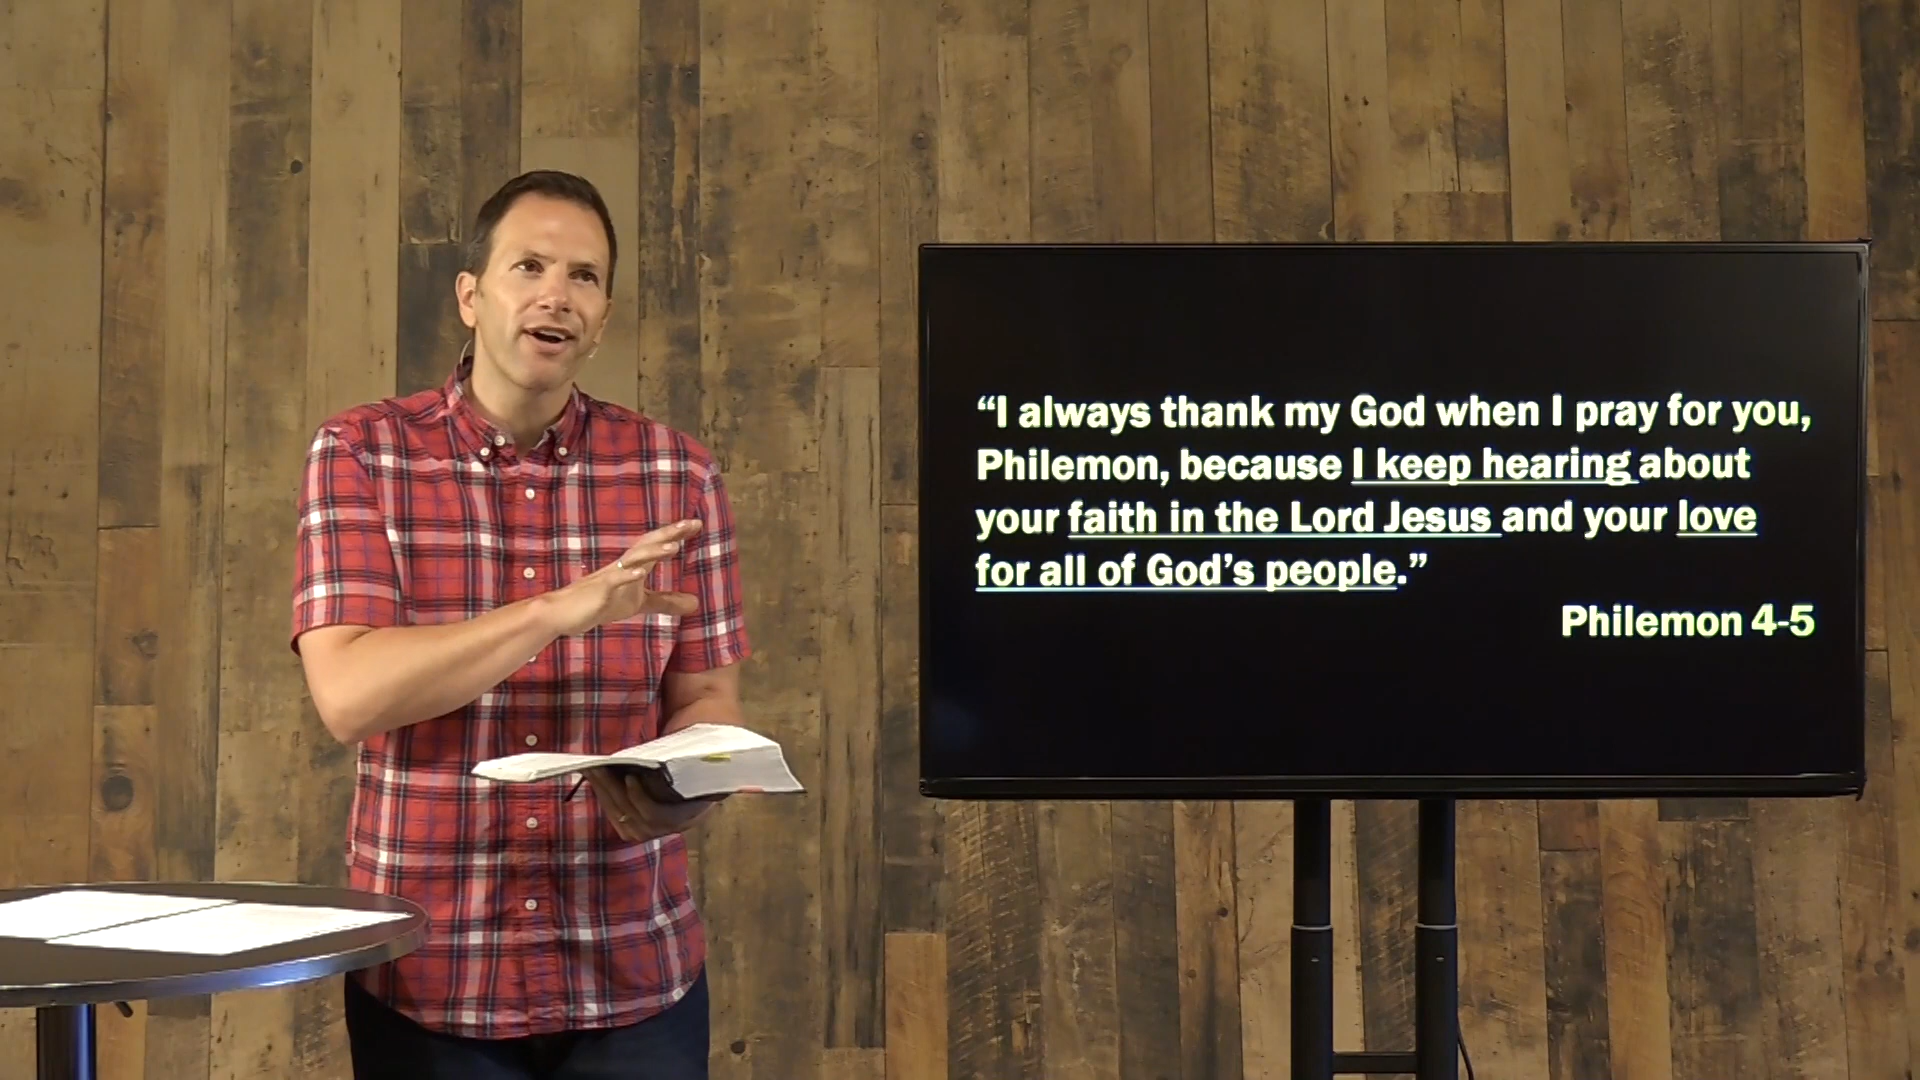 “I always thank my God when I pray for you,
Philemon, because I keep hearing about
your faith in the Lord Jesus and your love
for all of God’s people.”
Philemon 4-5